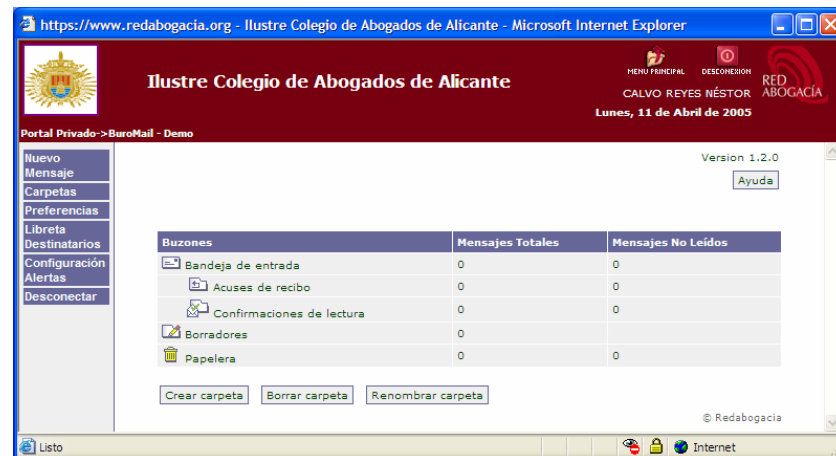 https://www.redabogacia.org - Ilustre Colegio de Abogados de Alicante - Microsoft Internet Explorer
Ilustre Colegio de Abogados de Alicante
MENU PRINCIPAL DESCONEXION
RED
ABOGACÍA
CALVO REYES NÉSTOR
Lunes, 11 de Abril de 2005
Portal Privado->BuroMail - Demo
Nuevo
Mensaje
Carpetas
Preferencias
Libreta
Destinatarios
Configuración
Alertas
Desconectar
Version 1.2.0
Ayuda
Buzones Mensajes Totales Mensajes No Leídos
Bandeja de entrada 0 0
Acuses de recibo 0 0
Confirmaciones de lectura 0 0
Borradores 0
Papelera 0 0
Crear carpeta Borrar carpeta Renombrar carpeta
© Redabogacia
Listo Internet